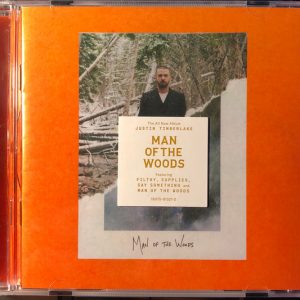 The All New Album
JUSTIN TIMBERLAKE
MAN
OF THE
WOODS
Featuring
FILTHY, SUPPLIES,
SAY SOMETHING and
MAN OF THE WOODS
MAN OF THE WOODS